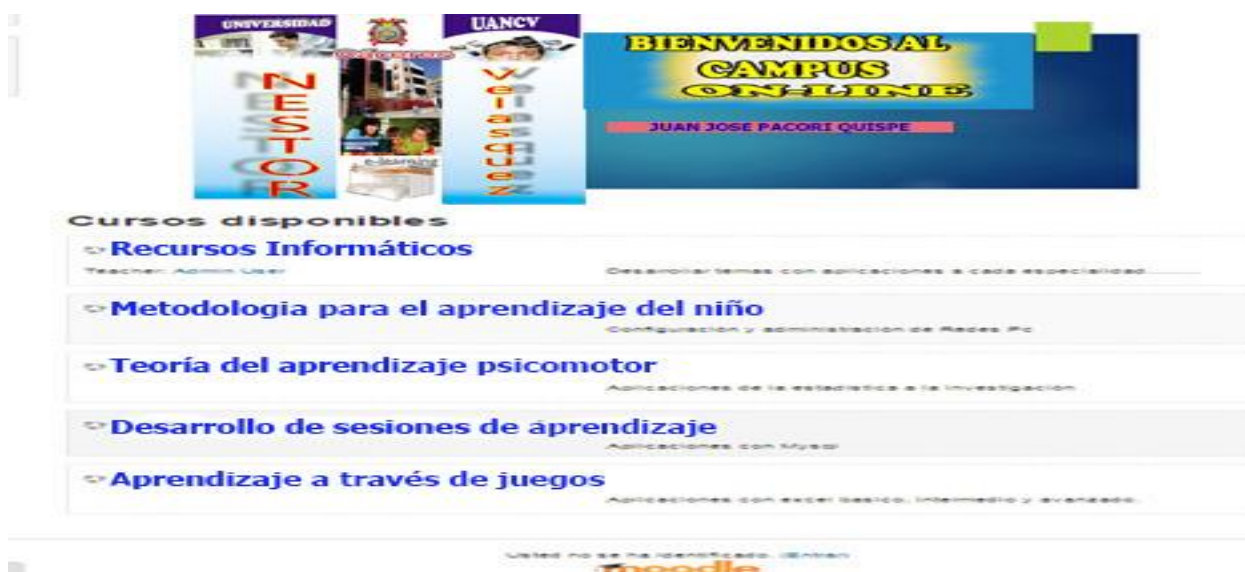 UNIVERSIDAD
NESTOR
e-learning
UANCV
velasquez
BIENVENIDOS AL
CAMPUS
ON-LINE
JUAN JOSE PACORI QUISPE
Cursos disponibles
Recursos Informáticos
Teacher: Admin User
Desarrollar temas con aplicaciones a cada especialidad.......
Metodologia para el aprendizaje del niño
Configuración y administración de Redes Pc
Teoría del aprendizaje psicomotor
Aplicaciones de la estadistica a la investigación.
Desarrollo de sesiones de aprendizaje
Aplicaciones con Mysql
Aprendizaje a través de juegos
Aplicaciones con excel basico, intermedio y avanzado.
Usted no se ha identificado. (Entrar)
moodle